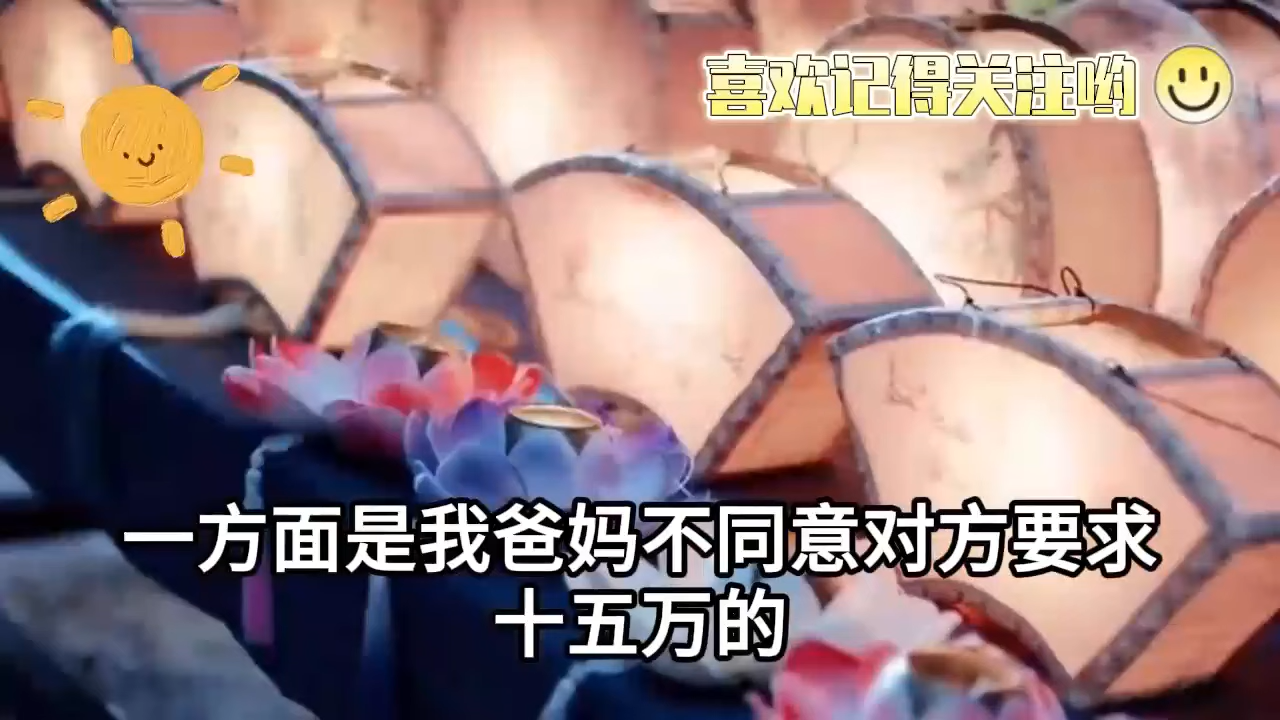 喜欢记得关注哟
一方面是我爸妈不同意对方要求
十五万的